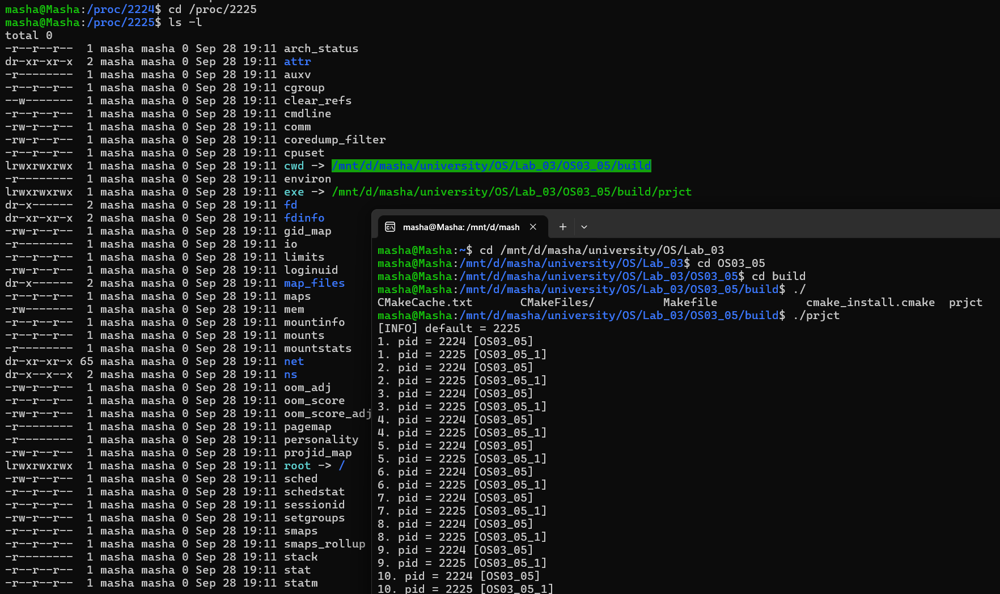 masha@Masha:/proc/2224$ cd /proc/2225
masha@Masha:/proc/2225$ ls -l
total 0
-r--r--r--  1 masha masha 0 Sep 28 19:11 arch_status
dr-xr-xr-x  2 masha masha 0 Sep 28 19:11 attr
-r--------  1 masha masha 0 Sep 28 19:11 auxv
-r--r--r--  1 masha masha 0 Sep 28 19:11 cgroup
--w-------  1 masha masha 0 Sep 28 19:11 clear_refs
-r--r--r--  1 masha masha 0 Sep 28 19:11 cmdline
-rw-r--r--  1 masha masha 0 Sep 28 19:11 comm
-rw-r--r--  1 masha masha 0 Sep 28 19:11 coredump_filter
-r--r--r--  1 masha masha 0 Sep 28 19:11 cpuset
lrwxrwxrwx  1 masha masha 0 Sep 28 19:11 cwd -> /mnt/d/masha/university/OS/Lab_03/OS03_05/build
-r--------  1 masha masha 0 Sep 28 19:11 environ
lrwxrwxrwx  1 masha masha 0 Sep 28 19:11 exe -> /mnt/d/masha/university/OS/Lab_03/OS03_05/build/prjct
dr-x------  2 masha masha 0 Sep 28 19:11 fd
dr-xr-xr-x  2 masha masha 0 Sep 28 19:11 fdinfo
-rw-r--r--  1 masha masha 0 Sep 28 19:11 gid_map
-r--------  1 masha masha 0 Sep 28 19:11 io
-r--r--r--  1 masha masha 0 Sep 28 19:11 limits
-rw-r--r--  1 masha masha 0 Sep 28 19:11 loginuid
dr-x------  2 masha masha 0 Sep 28 19:11 map_files
-r--r--r--  1 masha masha 0 Sep 28 19:11 maps
-rw-------  1 masha masha 0 Sep 28 19:11 mem
-r--r--r--  1 masha masha 0 Sep 28 19:11 mountinfo
-r--r--r--  1 masha masha 0 Sep 28 19:11 mounts
-r--------  1 masha masha 0 Sep 28 19:11 mountstats
dr-xr-xr-x 65 masha masha 0 Sep 28 19:11 net
dr-x--x--x  2 masha masha 0 Sep 28 19:11 ns
-rw-r--r--  1 masha masha 0 Sep 28 19:11 oom_adj
-r--r--r--  1 masha masha 0 Sep 28 19:11 oom_score
-rw-r--r--  1 masha masha 0 Sep 28 19:11 oom_score_adj
-r--------  1 masha masha 0 Sep 28 19:11 pagemap
-r--------  1 masha masha 0 Sep 28 19:11 personality
-rw-r--r--  1 masha masha 0 Sep 28 19:11 projid_map
lrwxrwxrwx  1 masha masha 0 Sep 28 19:11 root -> /
-rw-r--r--  1 masha masha 0 Sep 28 19:11 sched
-r--r--r--  1 masha masha 0 Sep 28 19:11 schedstat
-r--r--r--  1 masha masha 0 Sep 28 19:11 sessionid
-rw-r--r--  1 masha masha 0 Sep 28 19:11 setgroups
-r--r--r--  1 masha masha 0 Sep 28 19:11 smaps
-r--r--r--  1 masha masha 0 Sep 28 19:11 smaps_rollup
-r--------  1 masha masha 0 Sep 28 19:11 stack
-r--r--r--  1 masha masha 0 Sep 28 19:11 stat
-r--r--r--  1 masha masha 0 Sep 28 19:11 statm
masha@Masha: /mnt/d/mash
masha@Masha:~$ cd /mnt/d/masha/university/OS/Lab_03
masha@Masha:/mnt/d/masha/university/OS/Lab_03$ cd OS03_05
masha@Masha:/mnt/d/masha/university/OS/Lab_03/OS03_05$ cd build
masha@Masha:/mnt/d/masha/university/OS/Lab_03/OS03_05/build$ ./
CMakeCache.txt       CMakeFiles/          Makefile             cmake_install.cmake  prjct
masha@Masha:/mnt/d/masha/university/OS/Lab_03/OS03_05/build$ ./prjct
[INFO] default = 2225
1. pid = 2224 [OS03_05]
1. pid = 2225 [OS03_05_1]
2. pid = 2224 [OS03_05]
2. pid = 2225 [OS03_05_1]
3. pid = 2224 [OS03_05]
3. pid = 2225 [OS03_05_1]
4. pid = 2224 [OS03_05]
4. pid = 2225 [OS03_05_1]
5. pid = 2224 [OS03_05]
5. pid = 2225 [OS03_05_1]
6. pid = 2224 [OS03_05]
6. pid = 2225 [OS03_05_1]
7. pid = 2224 [OS03_05]
7. pid = 2225 [OS03_05_1]
8. pid = 2224 [OS03_05]
8. pid = 2225 [OS03_05_1]
9. pid = 2224 [OS03_05]
9. pid = 2225 [OS03_05_1]
10. pid = 2224 [OS03_05]
10. pid = 2225 [OS03_05_1]